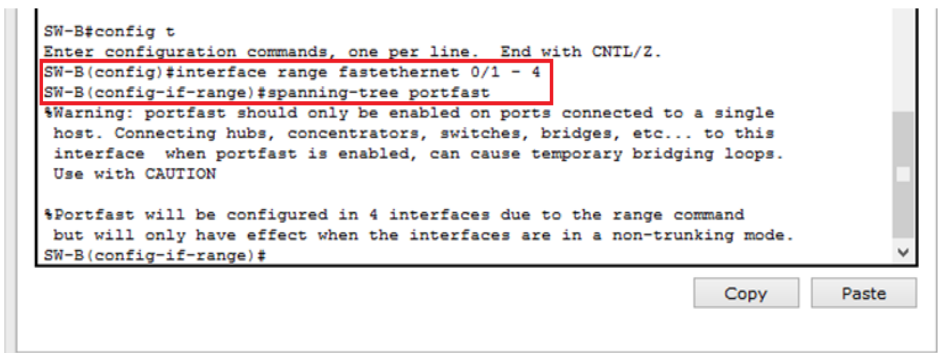 SW-B#config t
Enter configuration commands, one per line.  End with CNTL/Z.
SW-B(config)#interface range fastethernet 0/1 - 4
SW-B(config-if-range)#spanning-tree portfast
%Warning: portfast should only be enabled on ports connected to a single
host. Connecting hubs, concentrators, switches, bridges, etc... to this
interface  when portfast is enabled, can cause temporary bridging loops.
Use with CAUTION
%Portfast will be configured in 4 interfaces due to the range command
but will only have effect when the interfaces are in a non-trunking mode.
SW-B(config-if-range)#
Copy Paste